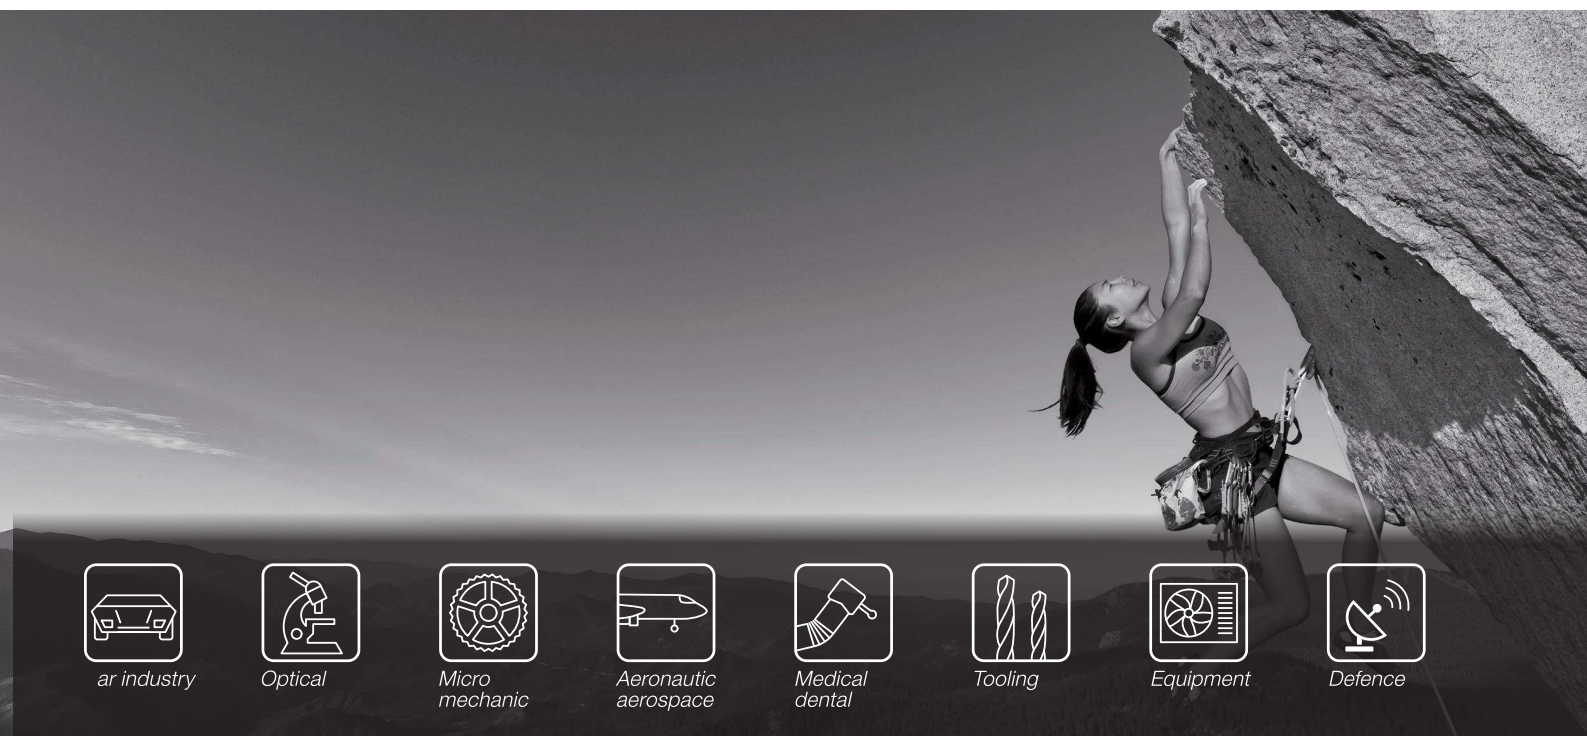 ar industry
Optical
Micro
mechanic
Aeronautic
aerospace
Medical
dental
Tooling
Equipment
Defence